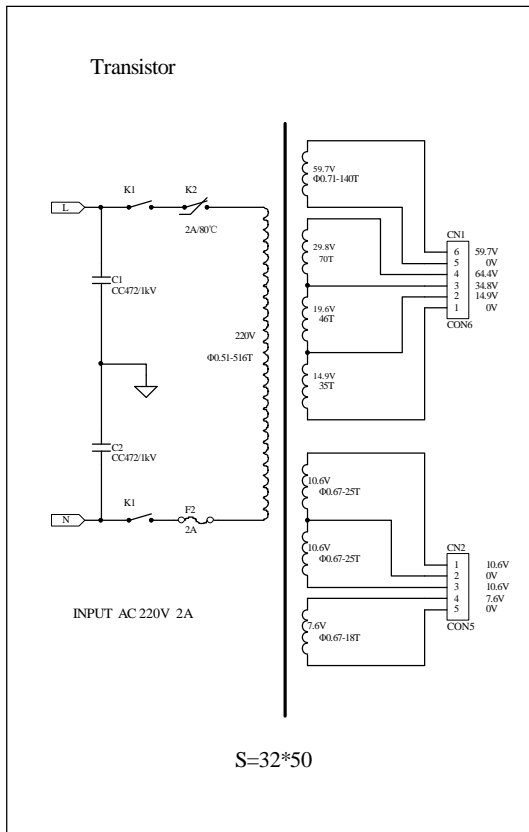 Transistor
L
K1
K2
2A/80℃
C1
CC472/1kV
220V
Φ0.51-516T
C2
CC472/1kV
N
K1
F2
2A
INPUT AC 220V 2A
59.7V
Φ0.71-140T
29.8V
70T
19.6V
46T
14.9V
35T
CN1
6 59.7V
5 0V
4 64.4V
3 34.8V
2 14.9V
1 0V
CON6
10.6V
Φ0.67-25T
10.6V
Φ0.67-25T
7.6V
Φ0.67-18T
CN2
1 10.6V
2 0V
3 10.6V
4 7.6V
5 0V
CON5
S=32*50